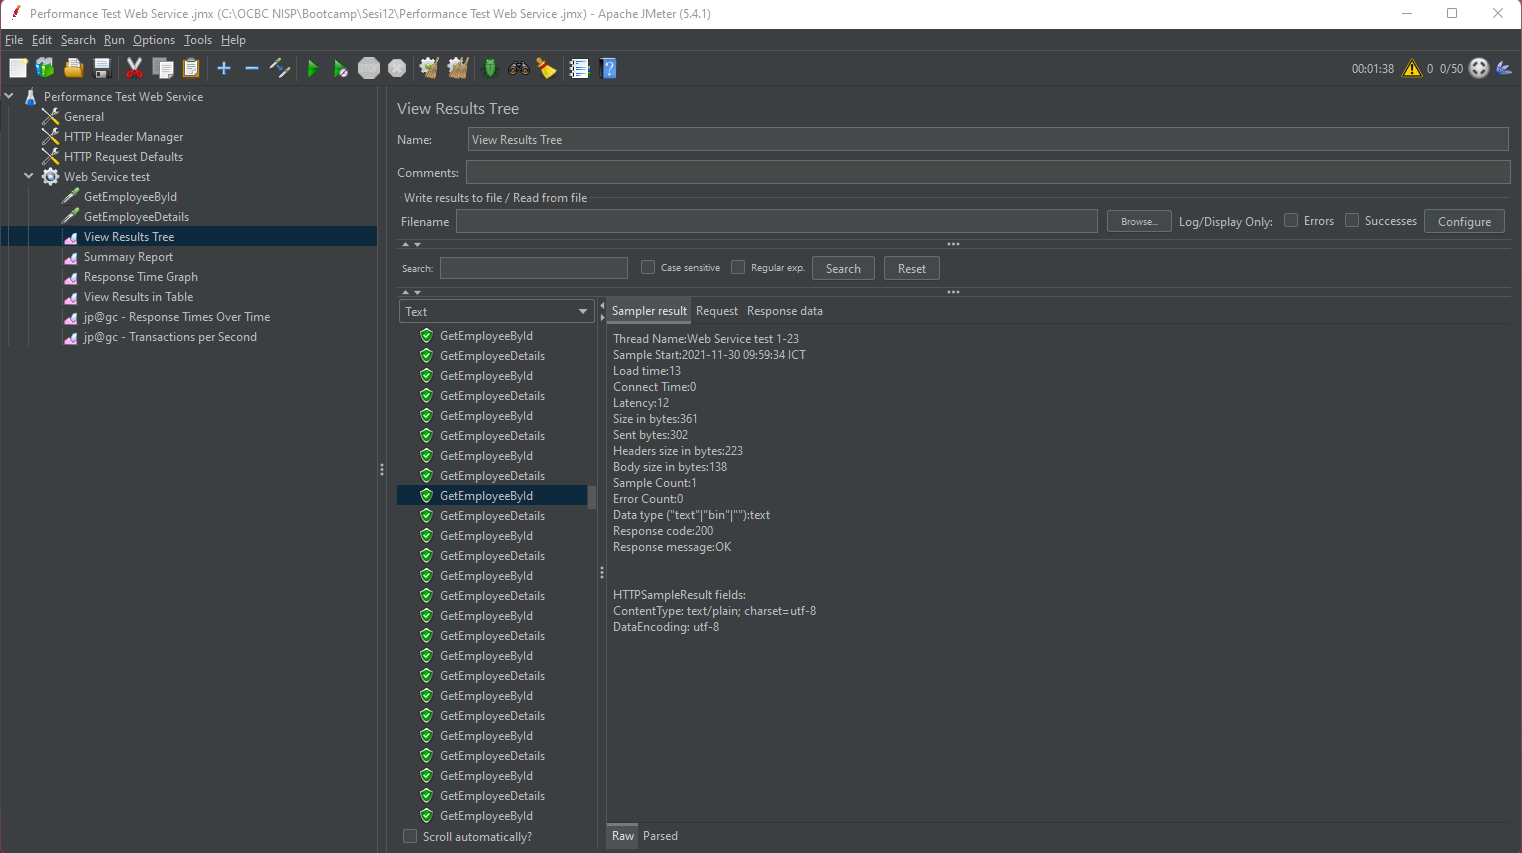 Performance Test Web Service .jmx (C:\OCBC NISP\Bootcamp\Sesi12\Performance Test Web Service .jmx) - Apache JMeter (5.4.1)
File Edit Search Run Options Tools Help
STOP
00:01:38 0 0/50
Performance Test Web Service
General
HTTP Header Manager
HTTP Request Defaults
Web Service test
GetEmployeeById
GetEmployeeDetails
View Results Tree
Summary Report
Response Time Graph
View Results in Table
jp@gc - Response Times Over Time
jp@gc - Transactions per Second
View Results Tree
Name: View Results Tree
Comments:
Write results to file / Read from file
Filename Browse... Log/Display Only: Errors Successes Configure
Search: Case sensitive Regular exp. Search Reset
Text
GetEmployeeById
GetEmployeeDetails
GetEmployeeById
GetEmployeeDetails
GetEmployeeById
GetEmployeeDetails
GetEmployeeById
GetEmployeeDetails
GetEmployeeById
GetEmployeeDetails
GetEmployeeById
GetEmployeeDetails
GetEmployeeById
GetEmployeeDetails
GetEmployeeById
GetEmployeeDetails
GetEmployeeById
GetEmployeeDetails
GetEmployeeById
GetEmployeeDetails
GetEmployeeById
GetEmployeeDetails
GetEmployeeById
GetEmployeeDetails
GetEmployeeById
Scroll automatically?
Sampler result Request Response data
Thread Name:Web Service test 1-23
Sample Start:2021-11-30 09:59:34 ICT
Load time:13
Connect Time:0
Latency:12
Size in bytes:361
Sent bytes:302
Headers size in bytes:223
Body size in bytes:138
Sample Count:1
Error Count:0
Data type ("text"|"bin"|""):text
Response code:200
Response message:OK
HTTPSampleResult fields:
ContentType: text/plain; charset=utf-8
DataEncoding: utf-8
Raw Parsed